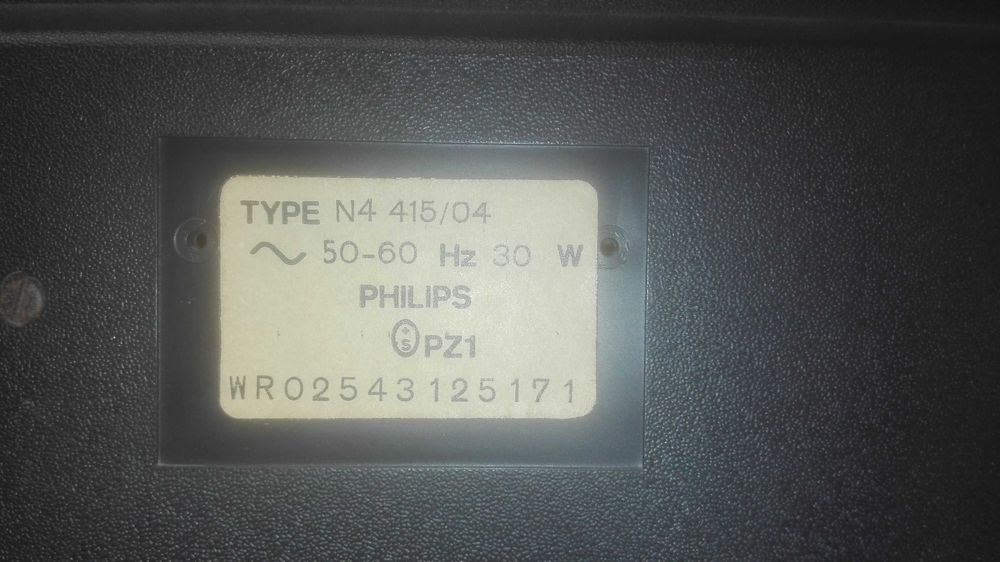 TYPE N4 415/04
~ 50-60 Hz 30 W
PHILIPS
+S PZ1
WR02543125171